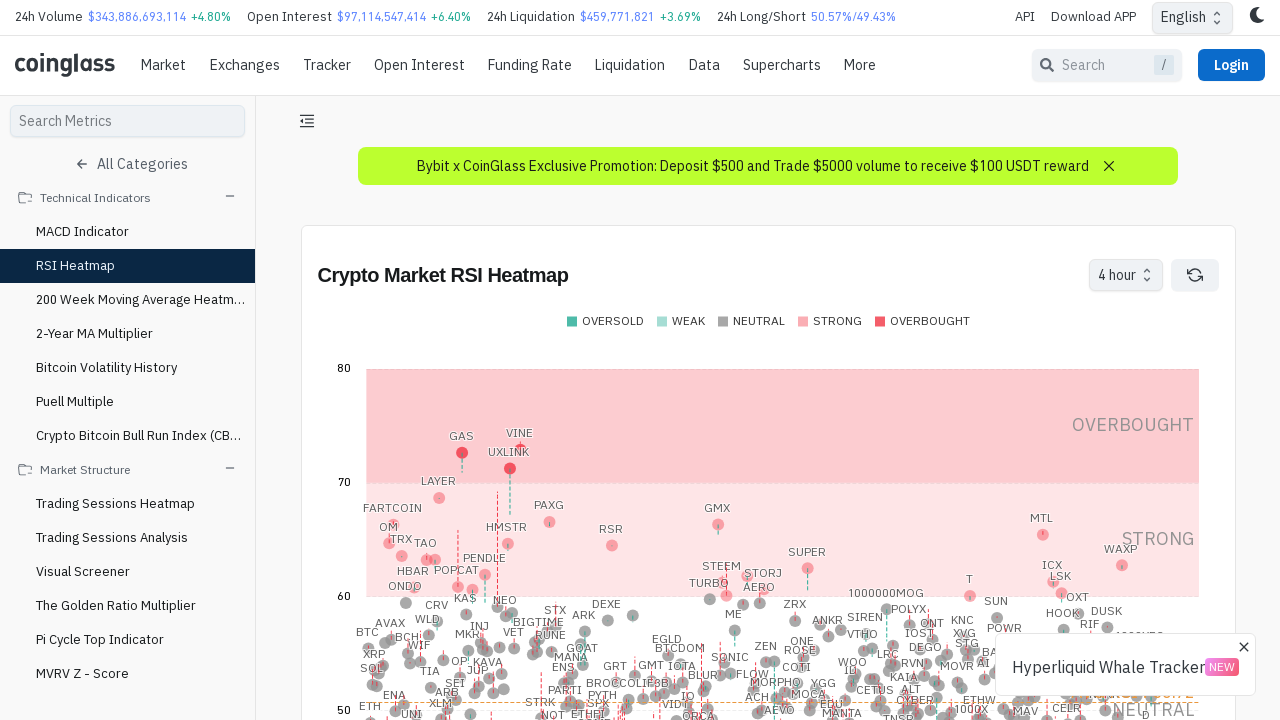 24h Volume $343,886,693,114 +4.80% Open Interest $97,114,547,414 +6.40% 24h Liquidation $459,771,821 +3.69% 24h Long/Short 50.57%/49.43% API Download APP English
coinglass Market Exchanges Tracker Open Interest Funding Rate Liquidation Data Supercharts More Search / Login
Search Metrics
All Categories
Technical Indicators
MACD Indicator
RSI Heatmap
200 Week Moving Average Heatm...
2-Year MA Multiplier
Bitcoin Volatility History
Puell Multiple
Crypto Bitcoin Bull Run Index (CB...
Market Structure
Trading Sessions Heatmap
Trading Sessions Analysis
Visual Screener
The Golden Ratio Multiplier
Pi Cycle Top Indicator
MVRV Z - Score
Bybit x CoinGlass Exclusive Promotion: Deposit $500 and Trade $5000 volume to receive $100 USDT reward
Crypto Market RSI Heatmap 4 hour
OVERSOLD WEAK NEUTRAL STRONG OVERBOUGHT
80
OVERBOUGHT
GAS VINE
UXLINK
70
LAYER
FARTCOIN PAXG GMX
MTL
OM HMSTR RSR
TRX TAO STRONG
SUPER WAXP
PENDLE
HBAR POPCAT STEEM STORJ ICX
LSK
T
ONDO TURBO AERO
60
KAS NEO 1000000MOG OXT
CRV STX DEXE ZRX SUN
WLD ARK ME POLYX HOOK DUSK
AVAX BIGTIME ANKR SIREN ONT KNC RIF
BTC INJ VET RUNE VTHO IOST XVG POWR
BCH MKR EGLD ONE STG
WIF ZEN DEGO
XRP MANA GOAT BTCDOM ROSE LRC
OP KAVA SONIC WOO RVN MOVR AI
SOL TIA JUP ENS GRT GMT IOTA COTI ID
SEI BLUR FLOW KAIA
ENA ARB PARTI MORPHO YGG CETUS ALT
XLM STRK PYTH IO ACH MOCA CYBER ETHW
ETH SPX EDU CELR
50 UNI NOT ETHFI ORCA AEVO MANTA 1000X MAV
NEUTRAL
Hyperliquid Whale Tracker NEW